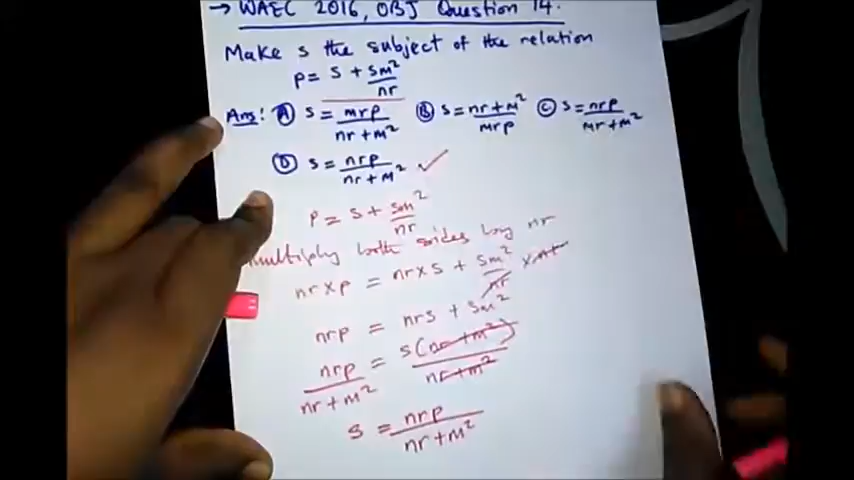 → WAEC 2016, OBJ Question 14.
Make s the subject of the relation
p = s + sm²/nr
Ans: (A) s = mrp/nr+m² (B) s = nr+m²/mrp (C) s = nrp/mr+m²
(D) s = nrp/nr+m² ✓
p = s + sm²/nr
multiply both sides by nr
nr×p = nr×s + sm²/nr ×nr
nrp = nrs + sm²
nrp/nr+m² = s(nr+m²)/nr+m²
s = nrp/nr+m²